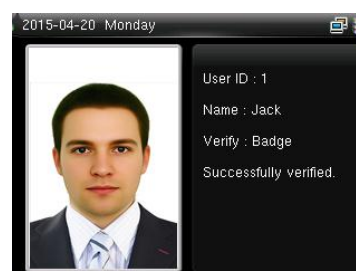 2015-04-20 Monday
User ID : 1
Name : Jack
Verify : Badge
Successfully verified.